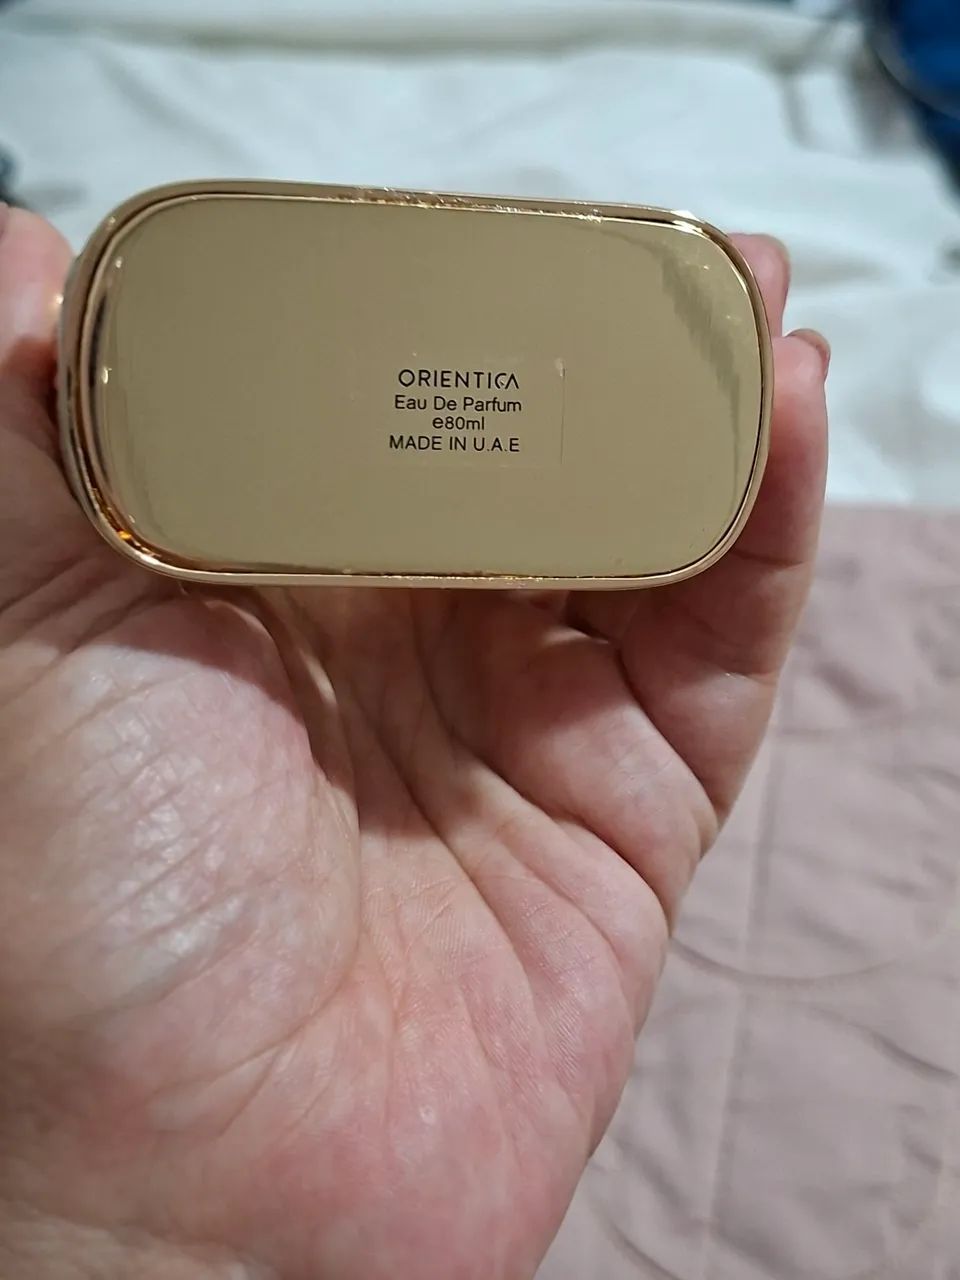 ORIENTICA
Eau De Parfum
e80ml
MADE IN U.A.E